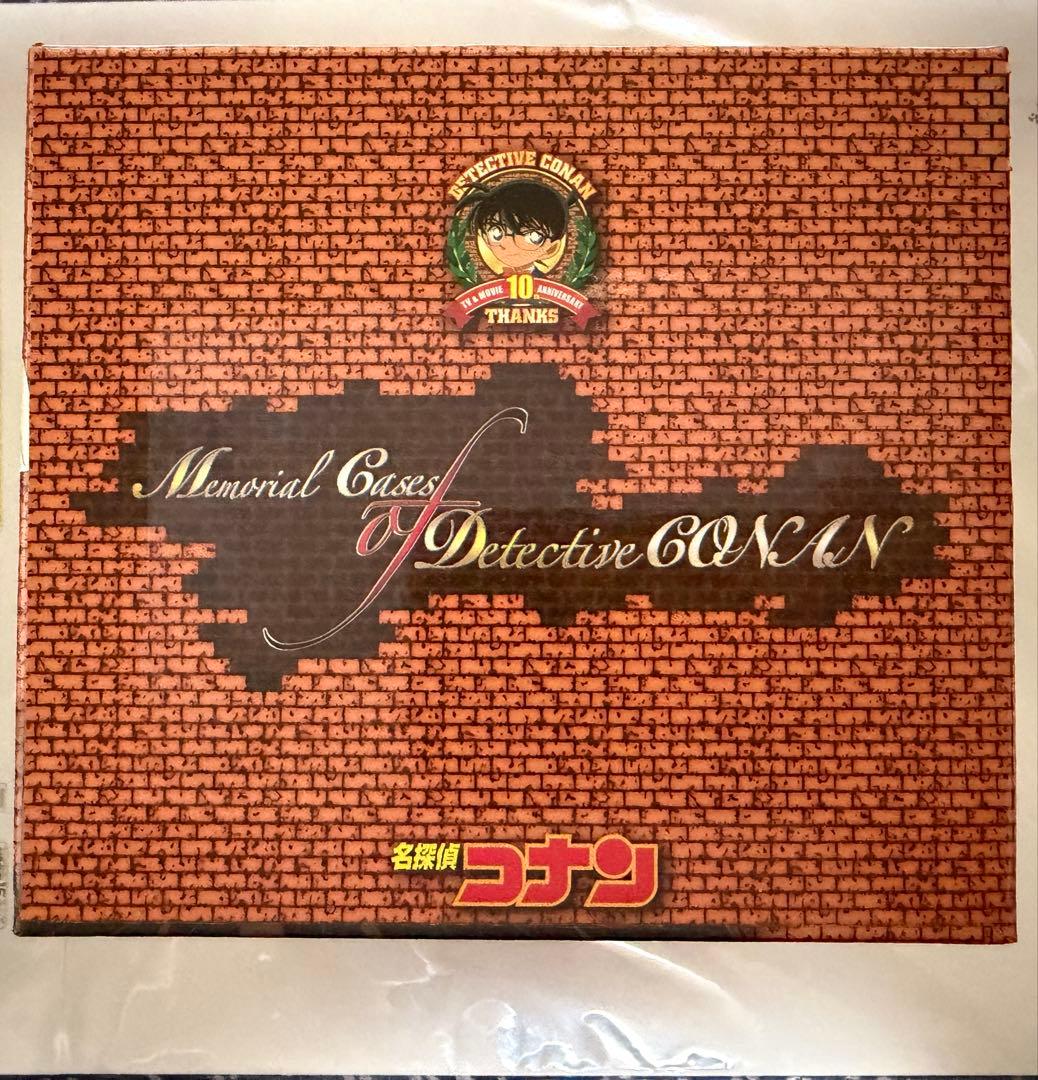 DETECTIVE CONAN
TV & MOVIE 10th ANNIVERSARY
THANKS
Memorial Cases
of
Detective CONAN
名探偵コナン